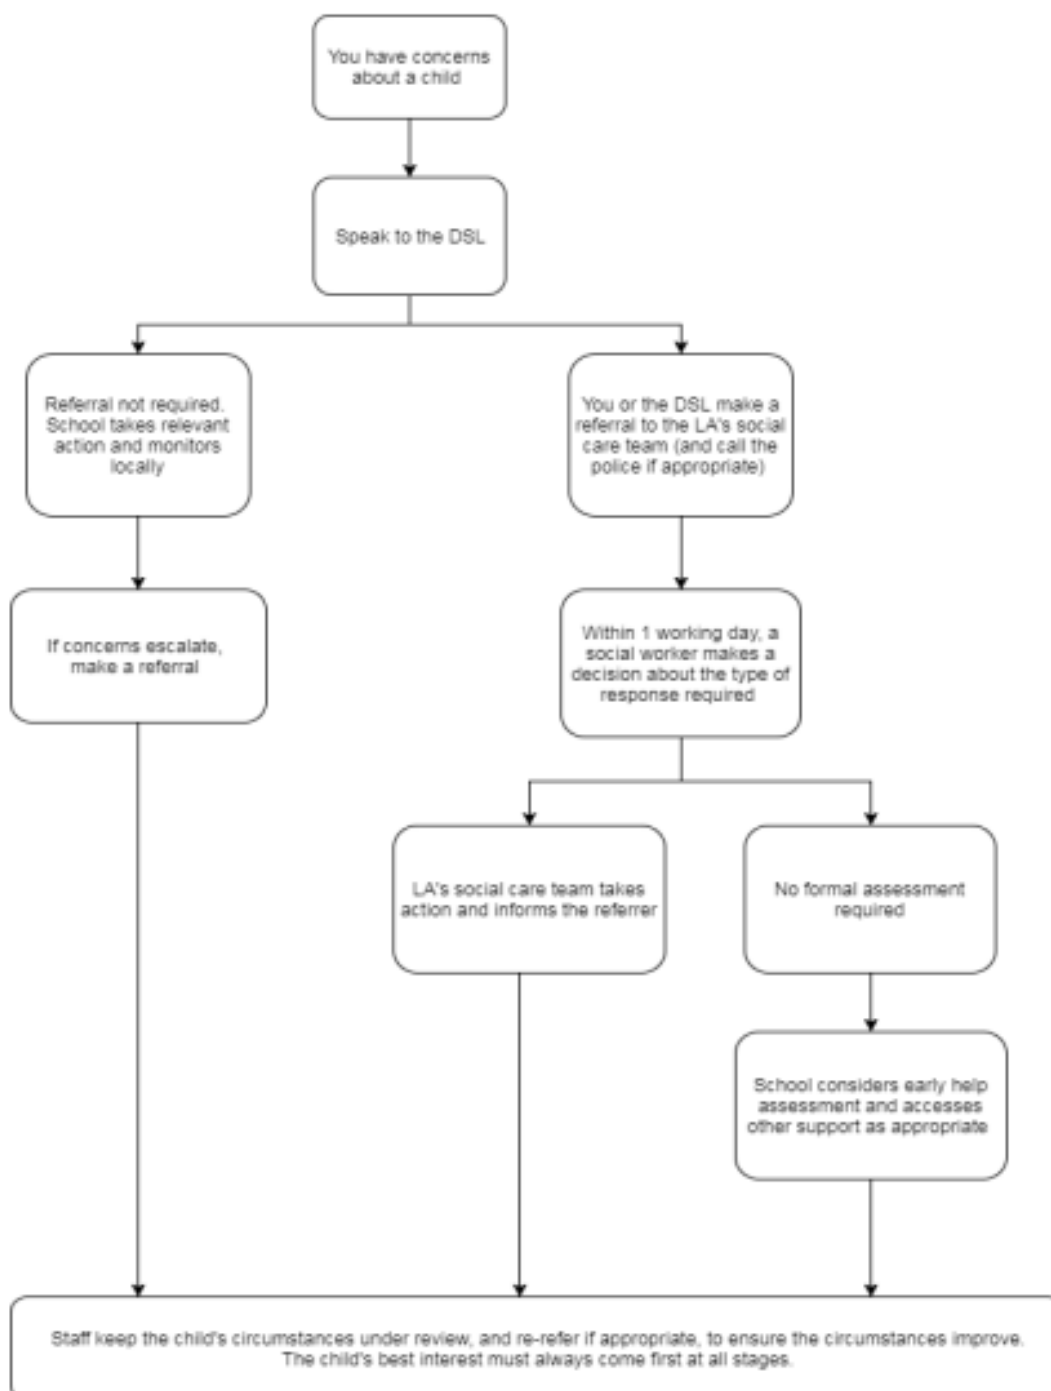 You have concerns
about a child
Speak to the DSL
Referral not required.
School takes relevant
action and monitors
locally
You or the DSL make a
referral to the LA's social
care team (and call the
police if appropriate)
If concerns escalate,
make a referral
Within 1 working day, a
social worker makes a
decision about the type of
response required
LA's social care team takes
action and informs the referrer
No formal assessment
required
School considers early help
assessment and accesses
other support as appropriate
Staff keep the child's circumstances under review, and re-refer if appropriate, to ensure the circumstances improve.
The child's best interest must always come first at all stages.